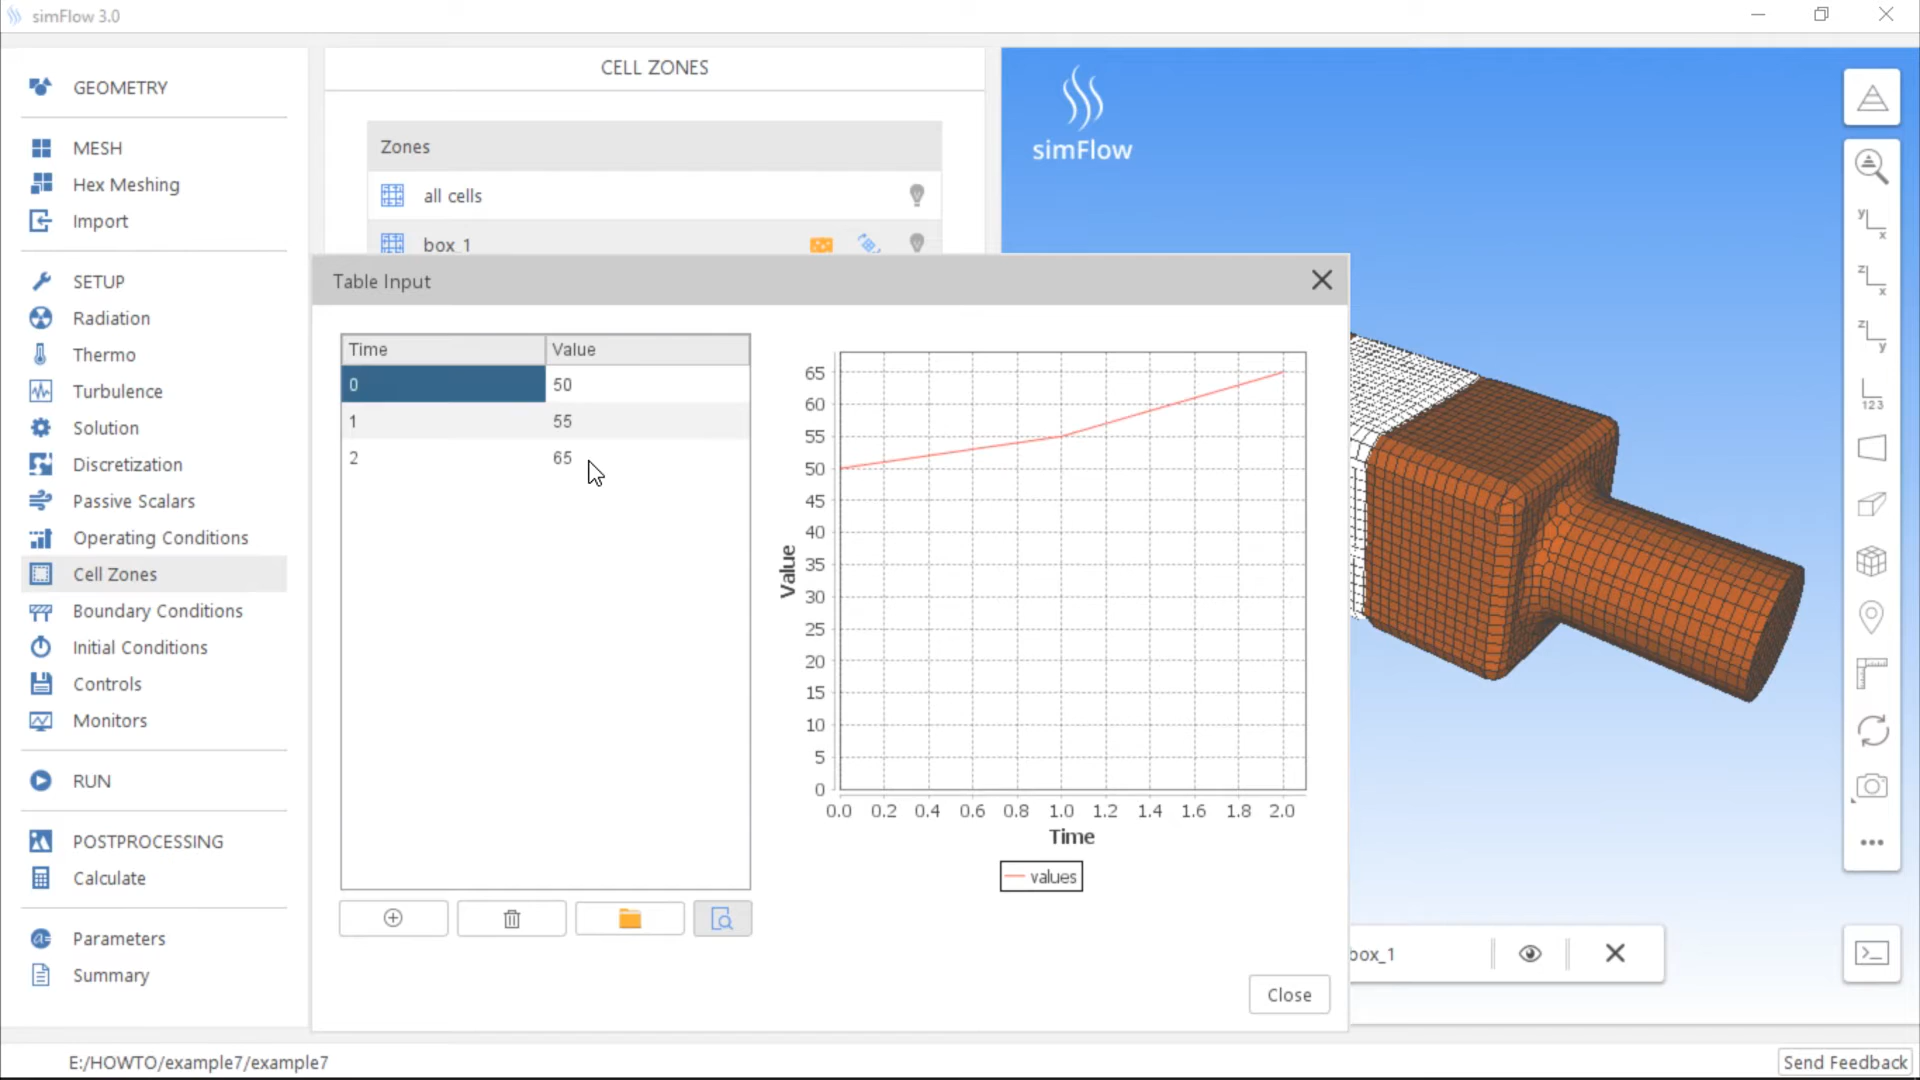 simFlow 3.0
GEOMETRY
MESH
Hex Meshing
Import
SETUP
Radiation
Thermo
Turbulence
Solution
Discretization
Passive Scalars
Operating Conditions
Cell Zones
Boundary Conditions
Initial Conditions
Controls
Monitors
RUN
POSTPROCESSING
Calculate
Parameters
Summary
CELL ZONES
Zones
all cells
box_1
simFlow
Table Input
Time Value
0 50
1 55
2 65
65
60
55
50
45
40
35
30
25
20
15
10
5
0
Value
0.0 0.2 0.4 0.6 0.8 1.0 1.2 1.4 1.6 1.8 2.0
Time
values
Close
y
x
z
x
z
y
123
box_1
E:/HOWTO/example7/example7
Send Feedback